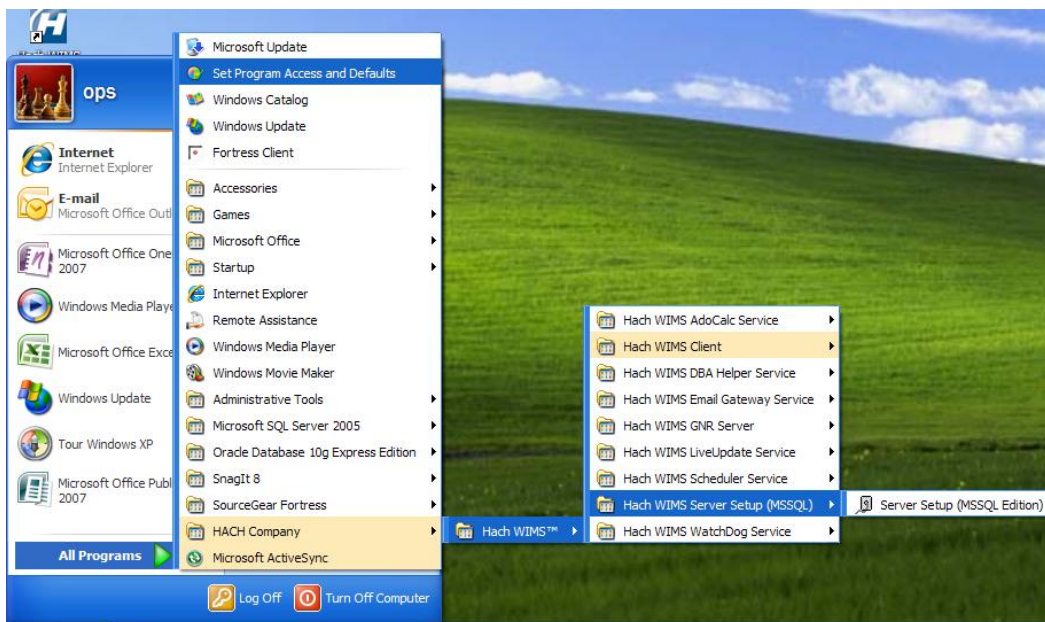 ops
Internet
Internet Explorer
E-mail
Microsoft Office Outl
Microsoft Office One
2007
Windows Media Playe
Microsoft Office Exce
Windows Update
Tour Windows XP
Microsoft Office Publ
2007
All Programs
Microsoft Update
Set Program Access and Defaults
Windows Catalog
Windows Update
Fortress Client
Accessories
Games
Microsoft Office
Startup
Internet Explorer
Remote Assistance
Windows Media Player
Windows Movie Maker
Administrative Tools
Microsoft SQL Server 2005
Oracle Database 10g Express Edition
SnagIt 8
SourceGear Fortress
HACH Company
Microsoft ActiveSync
Hach WIMS™
Hach WIMS AdoCalc Service
Hach WIMS Client
Hach WIMS DBA Helper Service
Hach WIMS Email Gateway Service
Hach WIMS GNR Server
Hach WIMS LiveUpdate Service
Hach WIMS Scheduler Service
Hach WIMS Server Setup (MSSQL)
Hach WIMS WatchDog Service
Server Setup (MSSQL Edition)
Log Off
Turn Off Computer